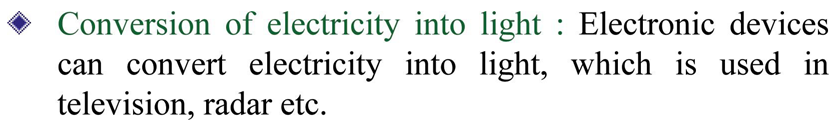 Conversion of electricity into light : Electronic devices
can convert electricity into light, which is used in
television, radar etc.